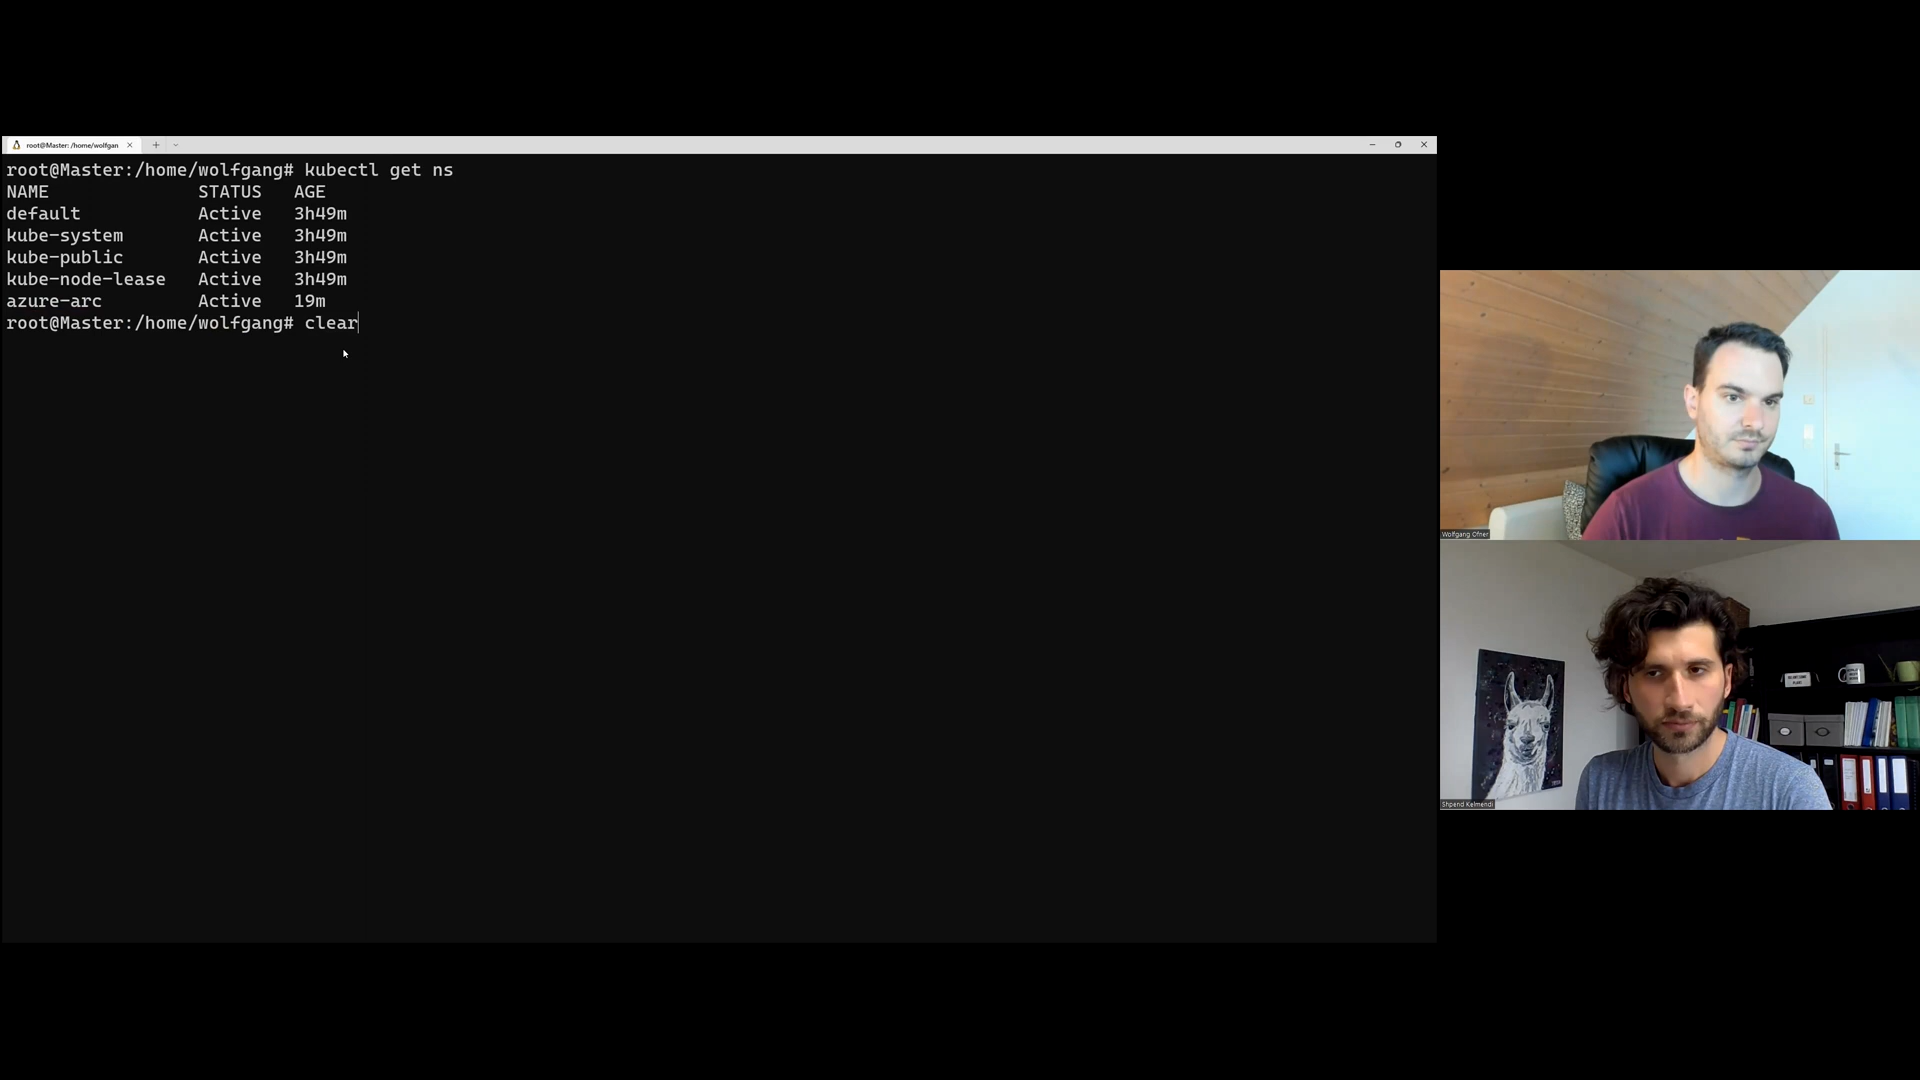 root@Master: /home/wolfgan
root@Master:/home/wolfgang# kubectl get ns
NAME STATUS AGE
default Active 3h49m
kube-system Active 3h49m
kube-public Active 3h49m
kube-node-lease Active 3h49m
azure-arc Active 19m
root@Master:/home/wolfgang# clear
Wolfgang Ofner
Shpend Kelmendi